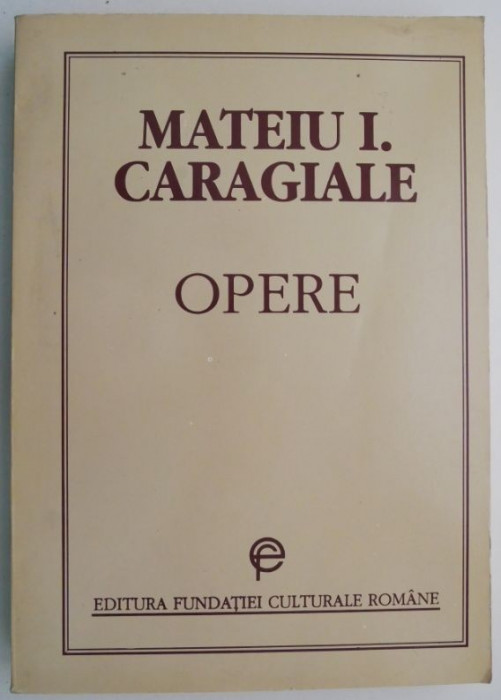 MATEIU I.
CARAGIALE
OPERE
EDITURA FUNDAȚIEI CULTURALE ROMÂNE